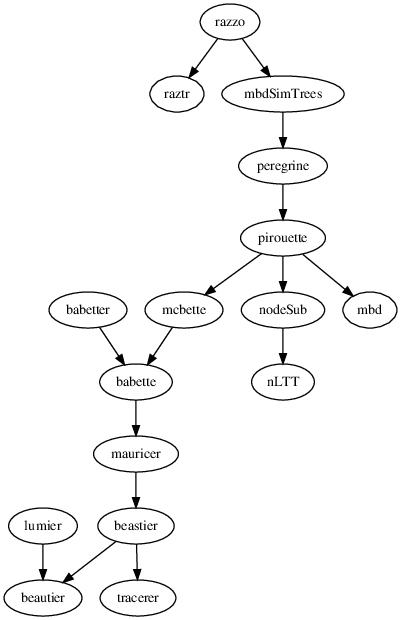 razzo
raztr
mbdSimTrees
peregrine
pirouette
babetter
mcbette
nodeSub
mbd
babette
nLTT
mauricer
lumier
beastier
beautier
tracerer